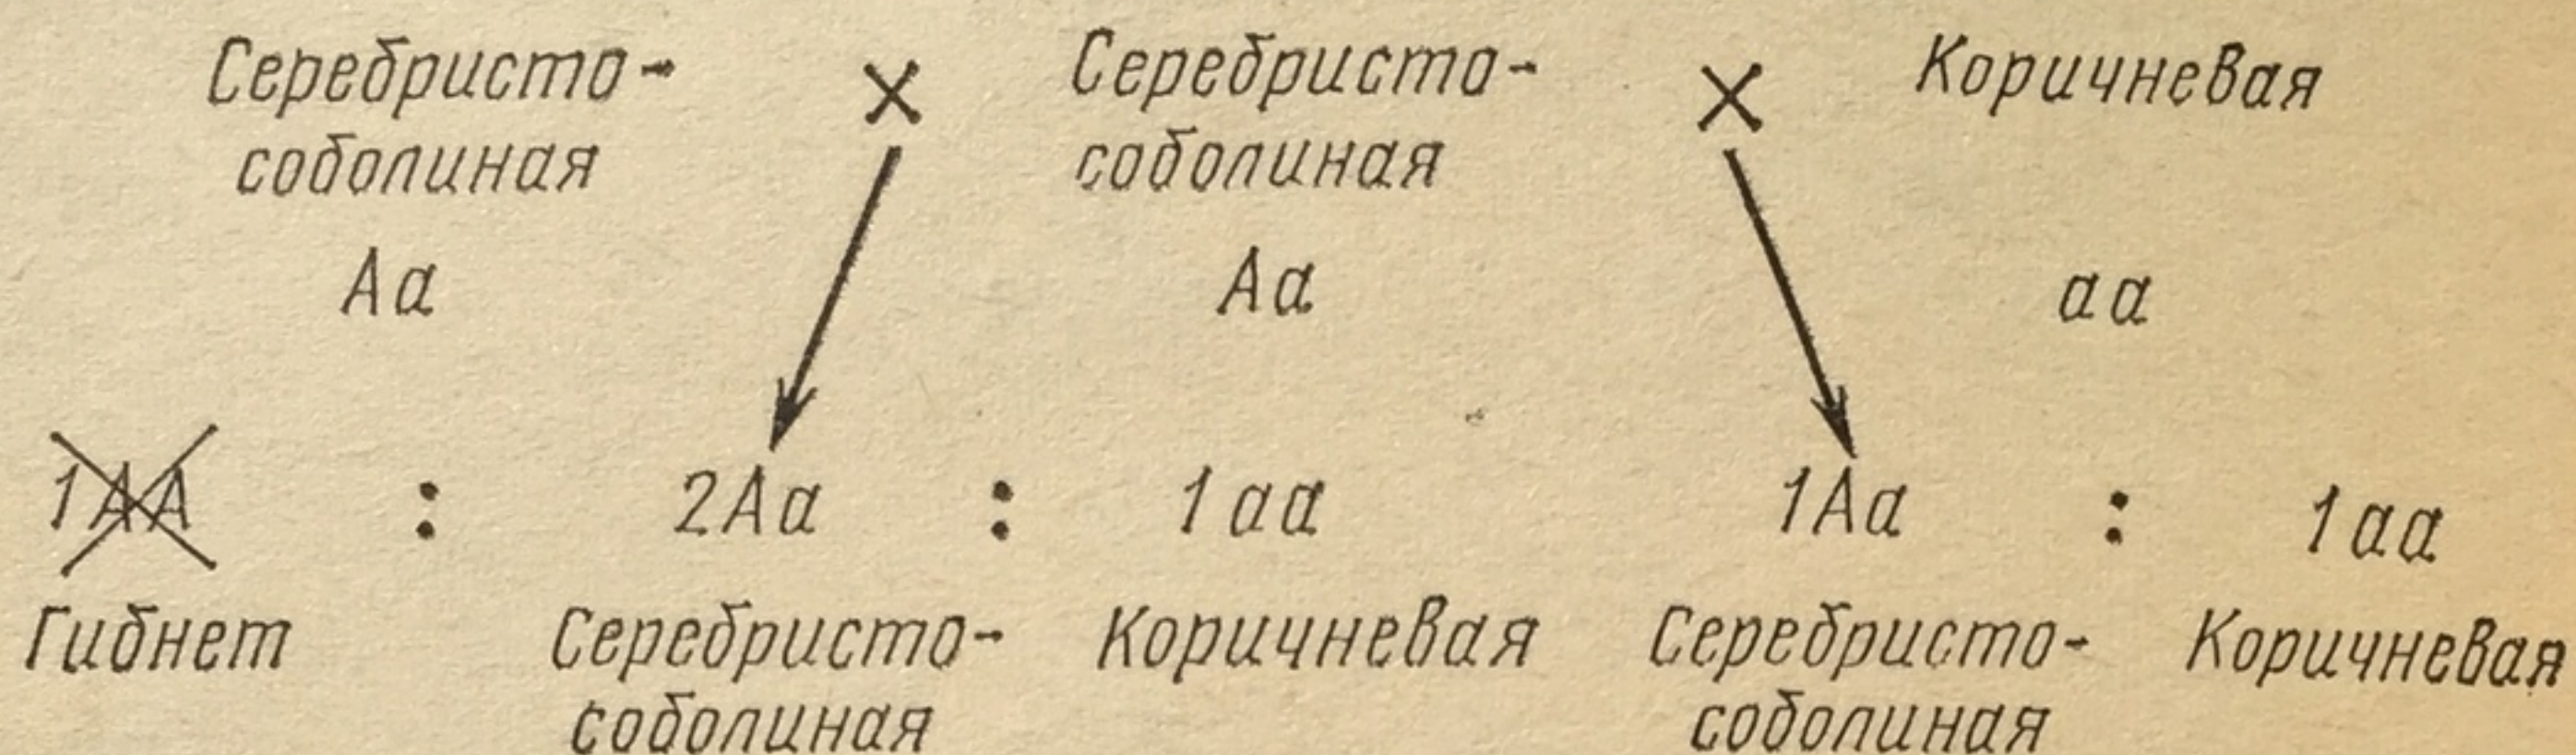 Серебристо- × Серебристо- × Коричневая
соболиная соболиная
Aa Aa aa
1AA : 2Aa : 1aa 1Aa : 1aa
Гибнет Серебристо- Коричневая Серебристо- Коричневая
соболиная соболиная